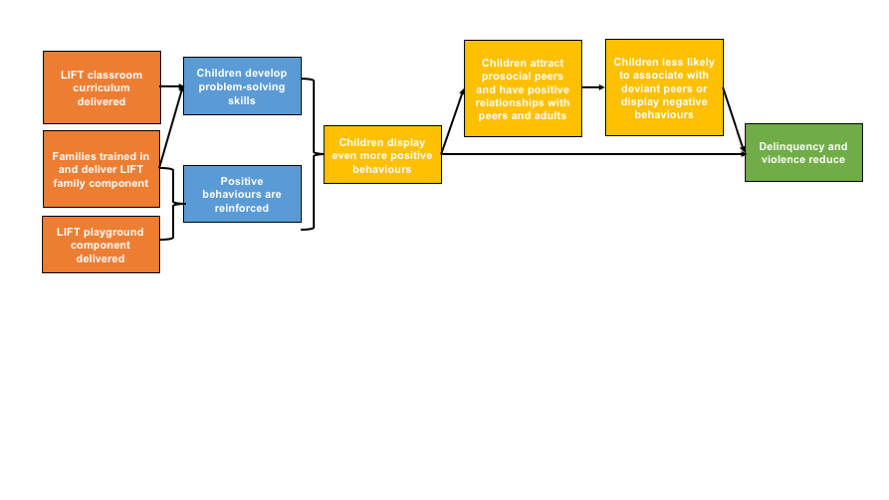 LIFT classroom
curriculum
delivered
Families trained in
and deliver LIFT
family component
LIFT playground
component
delivered
Children develop
problem-solving
skills
Positive
behaviours are
reinforced
Children display
even more positive
behaviours
Children attract
prosocial peers
and have positive
relationships with
peers and adults
Children less likely
to associate with
deviant peers or
display negative
behaviours
Delinquency and
violence reduce